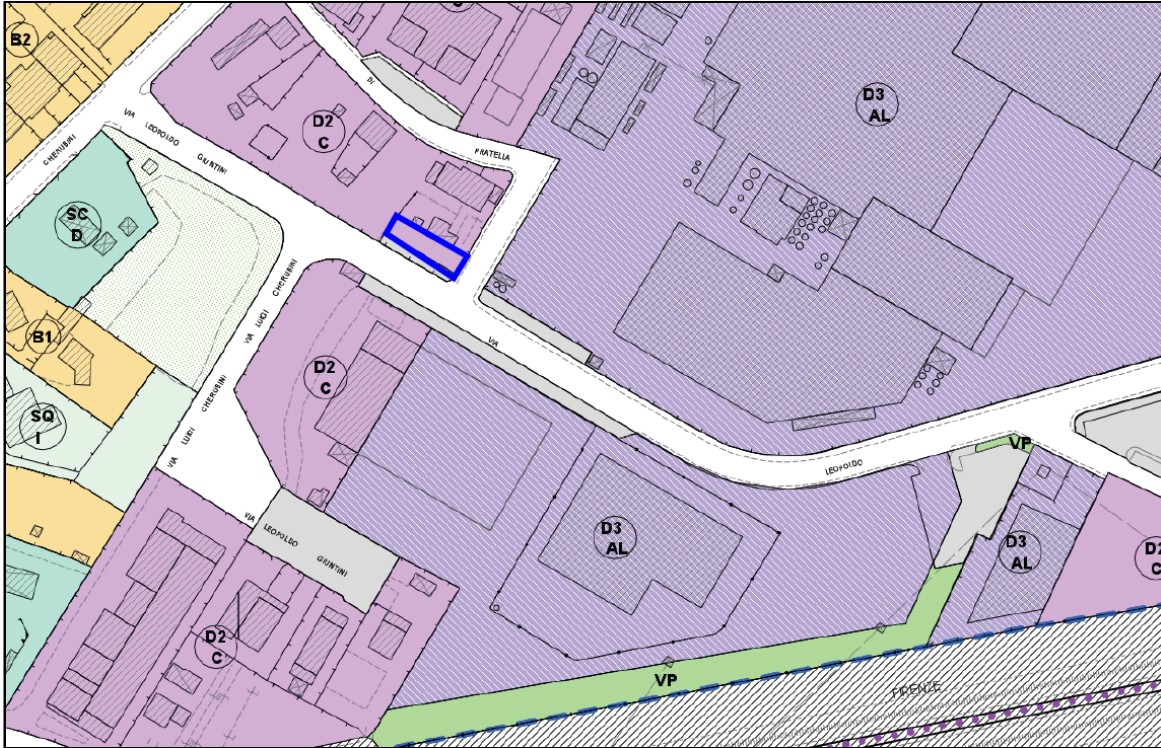 B2
D2
C
DI
D3
AL
VIA
LEOPOLDO
GIUNTINI
CHERUBINI
FRATELLA
SC
D
VIA LUIGI CHERUBINI
B1
VIA
D2
C
SQ
I
VIA LUIGI CHERUBINI
LEOPOLDO
VP
VIA
LEOPOLDO
GIUNTINI
D3
AL
D3
AL
D2
C
D2
C
VP
FIRENZE